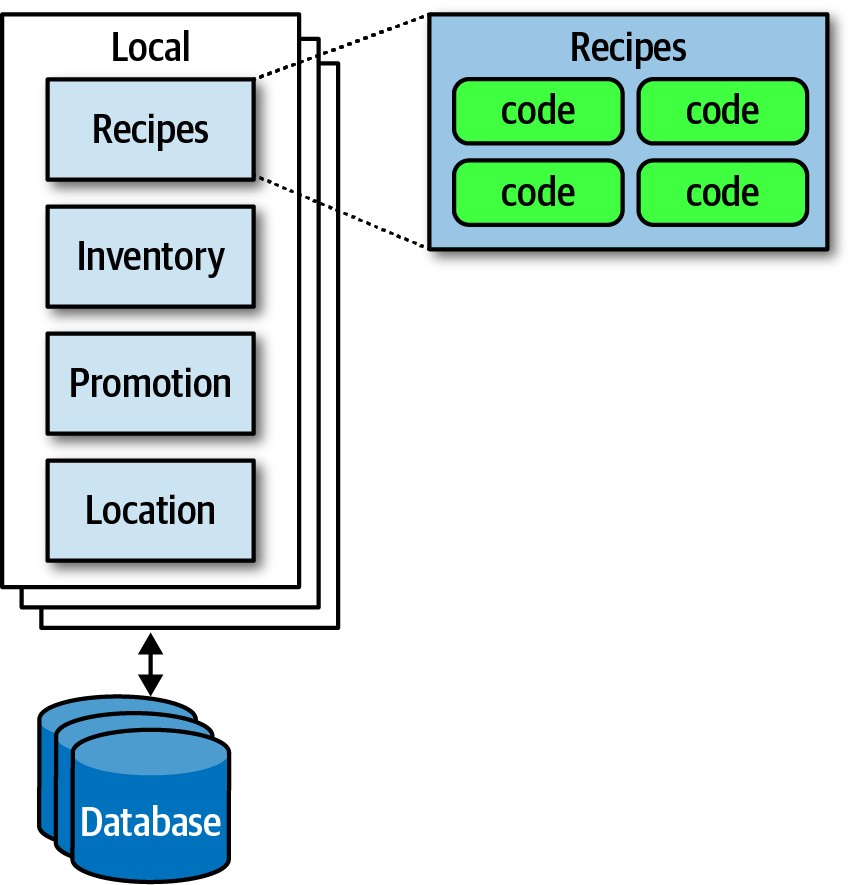 Local
Recipes
Inventory
Promotion
Location
Database
Recipes
code
code
code
code